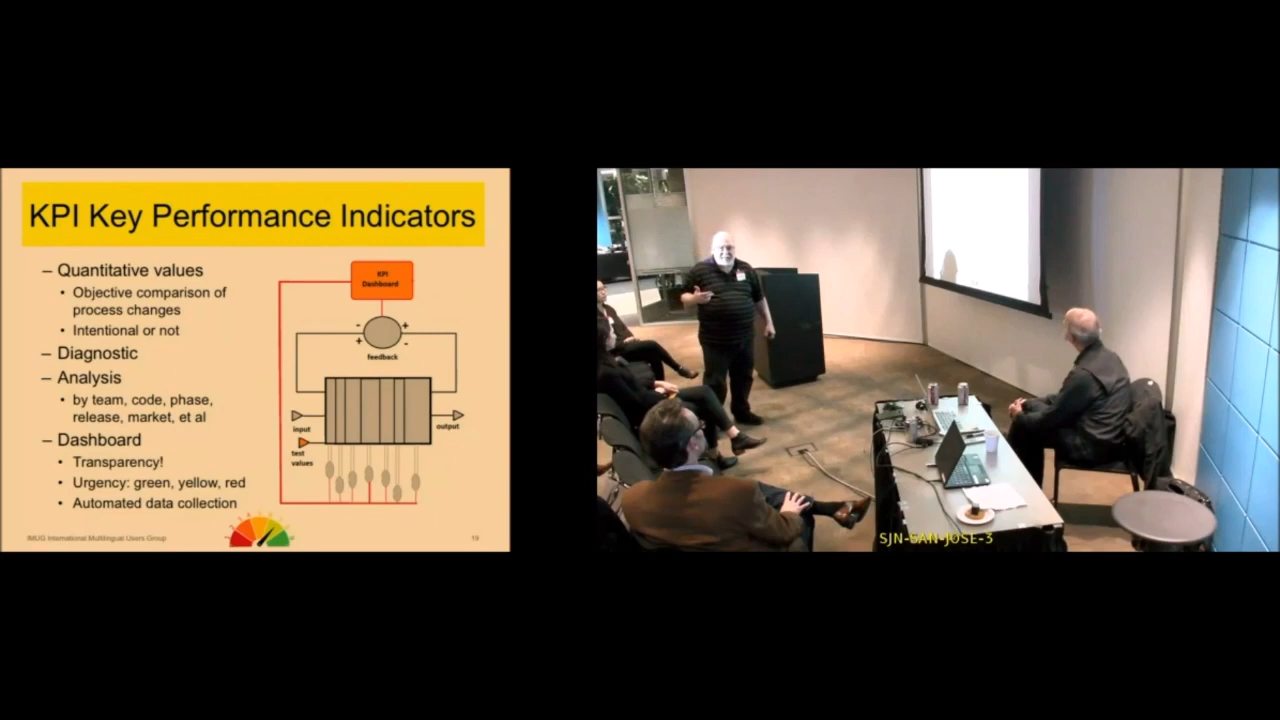 KPI Key Performance Indicators
– Quantitative values
• Objective comparison of
process changes
• Intentional or not
– Diagnostic
– Analysis
• by team, code, phase,
release, market, et al
– Dashboard
• Transparency!
• Urgency: green, yellow, red
• Automated data collection
KPI
Dashboard
- +
+ -
feedback
input
output
test
values
IMUG International Multilingual Users Group
19
SJN-SAN-JOSE-3